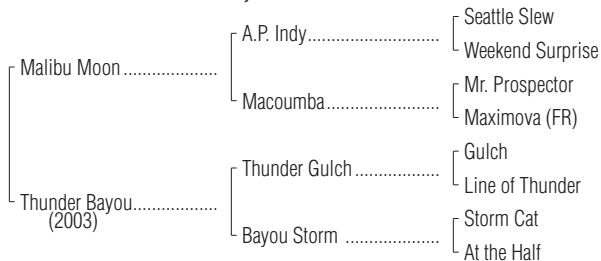 Seattle Slew
A.P. Indy
Weekend Surprise
Malibu Moon
Mr. Prospector
Macoumba
Maximova (FR)
Gulch
Thunder Gulch
Line of Thunder
Thunder Bayou
(2003)
Storm Cat
Bayou Storm
At the Half